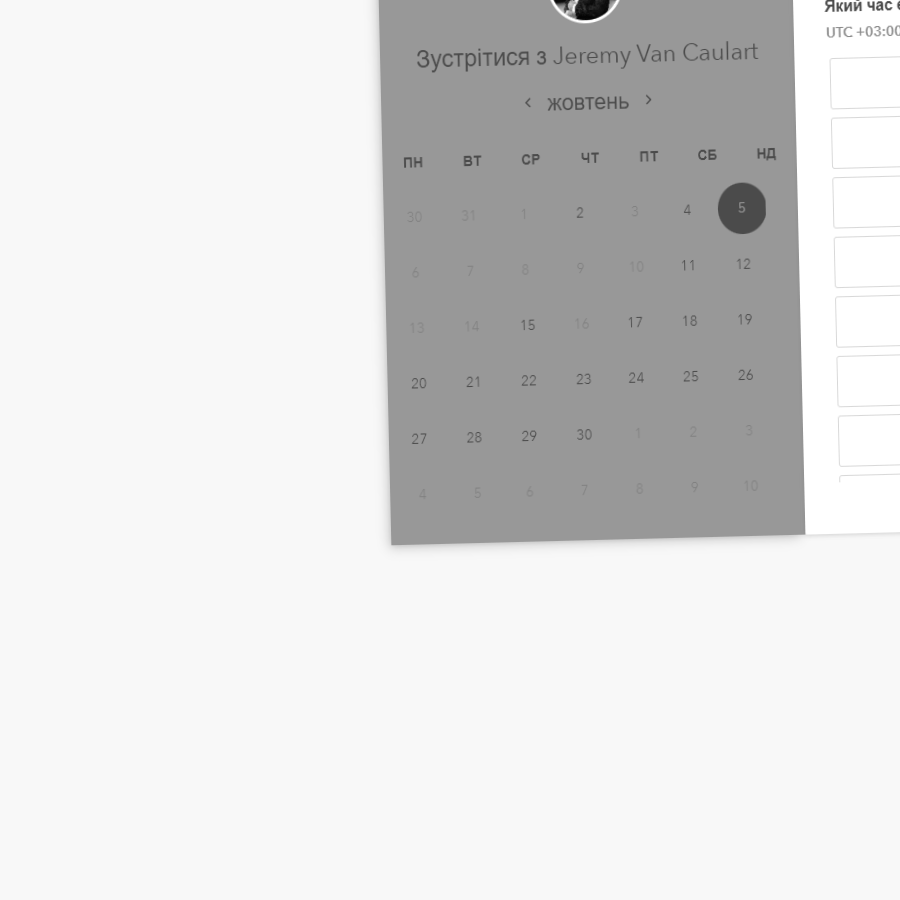 Який час
UTC +03:00
Зустрітися з Jeremy Van Caulart
‹ жовтень ›
ПН ВТ СР ЧТ ПТ СБ НД
30 31 1 2 3 4 5
6 7 8 9 10 11 12
13 14 15 16 17 18 19
20 21 22 23 24 25 26
27 28 29 30 1 2 3
4 5 6 7 8 9 10